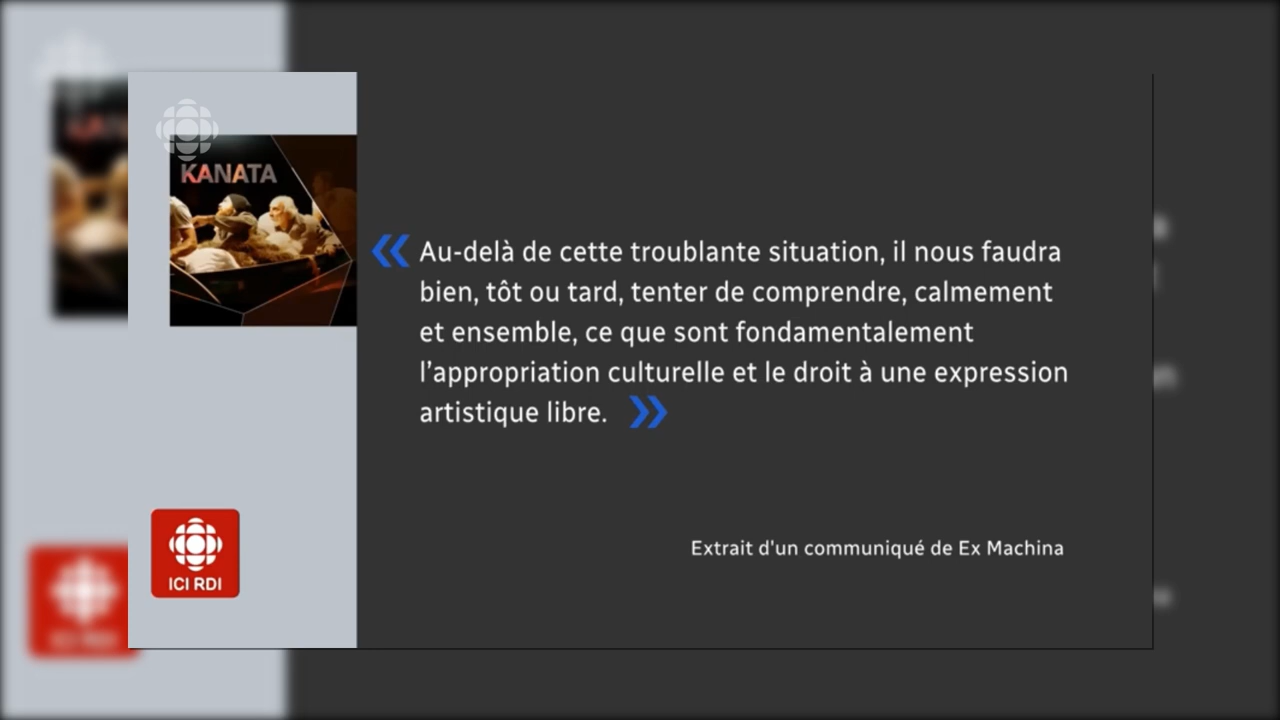 KANATA
« Au-delà de cette troublante situation, il nous faudra
bien, tôt ou tard, tenter de comprendre, calmement
et ensemble, ce que sont fondamentalement
l’appropriation culturelle et le droit à une expression
artistique libre. »
Extrait d'un communiqué de Ex Machina
ICI RDI